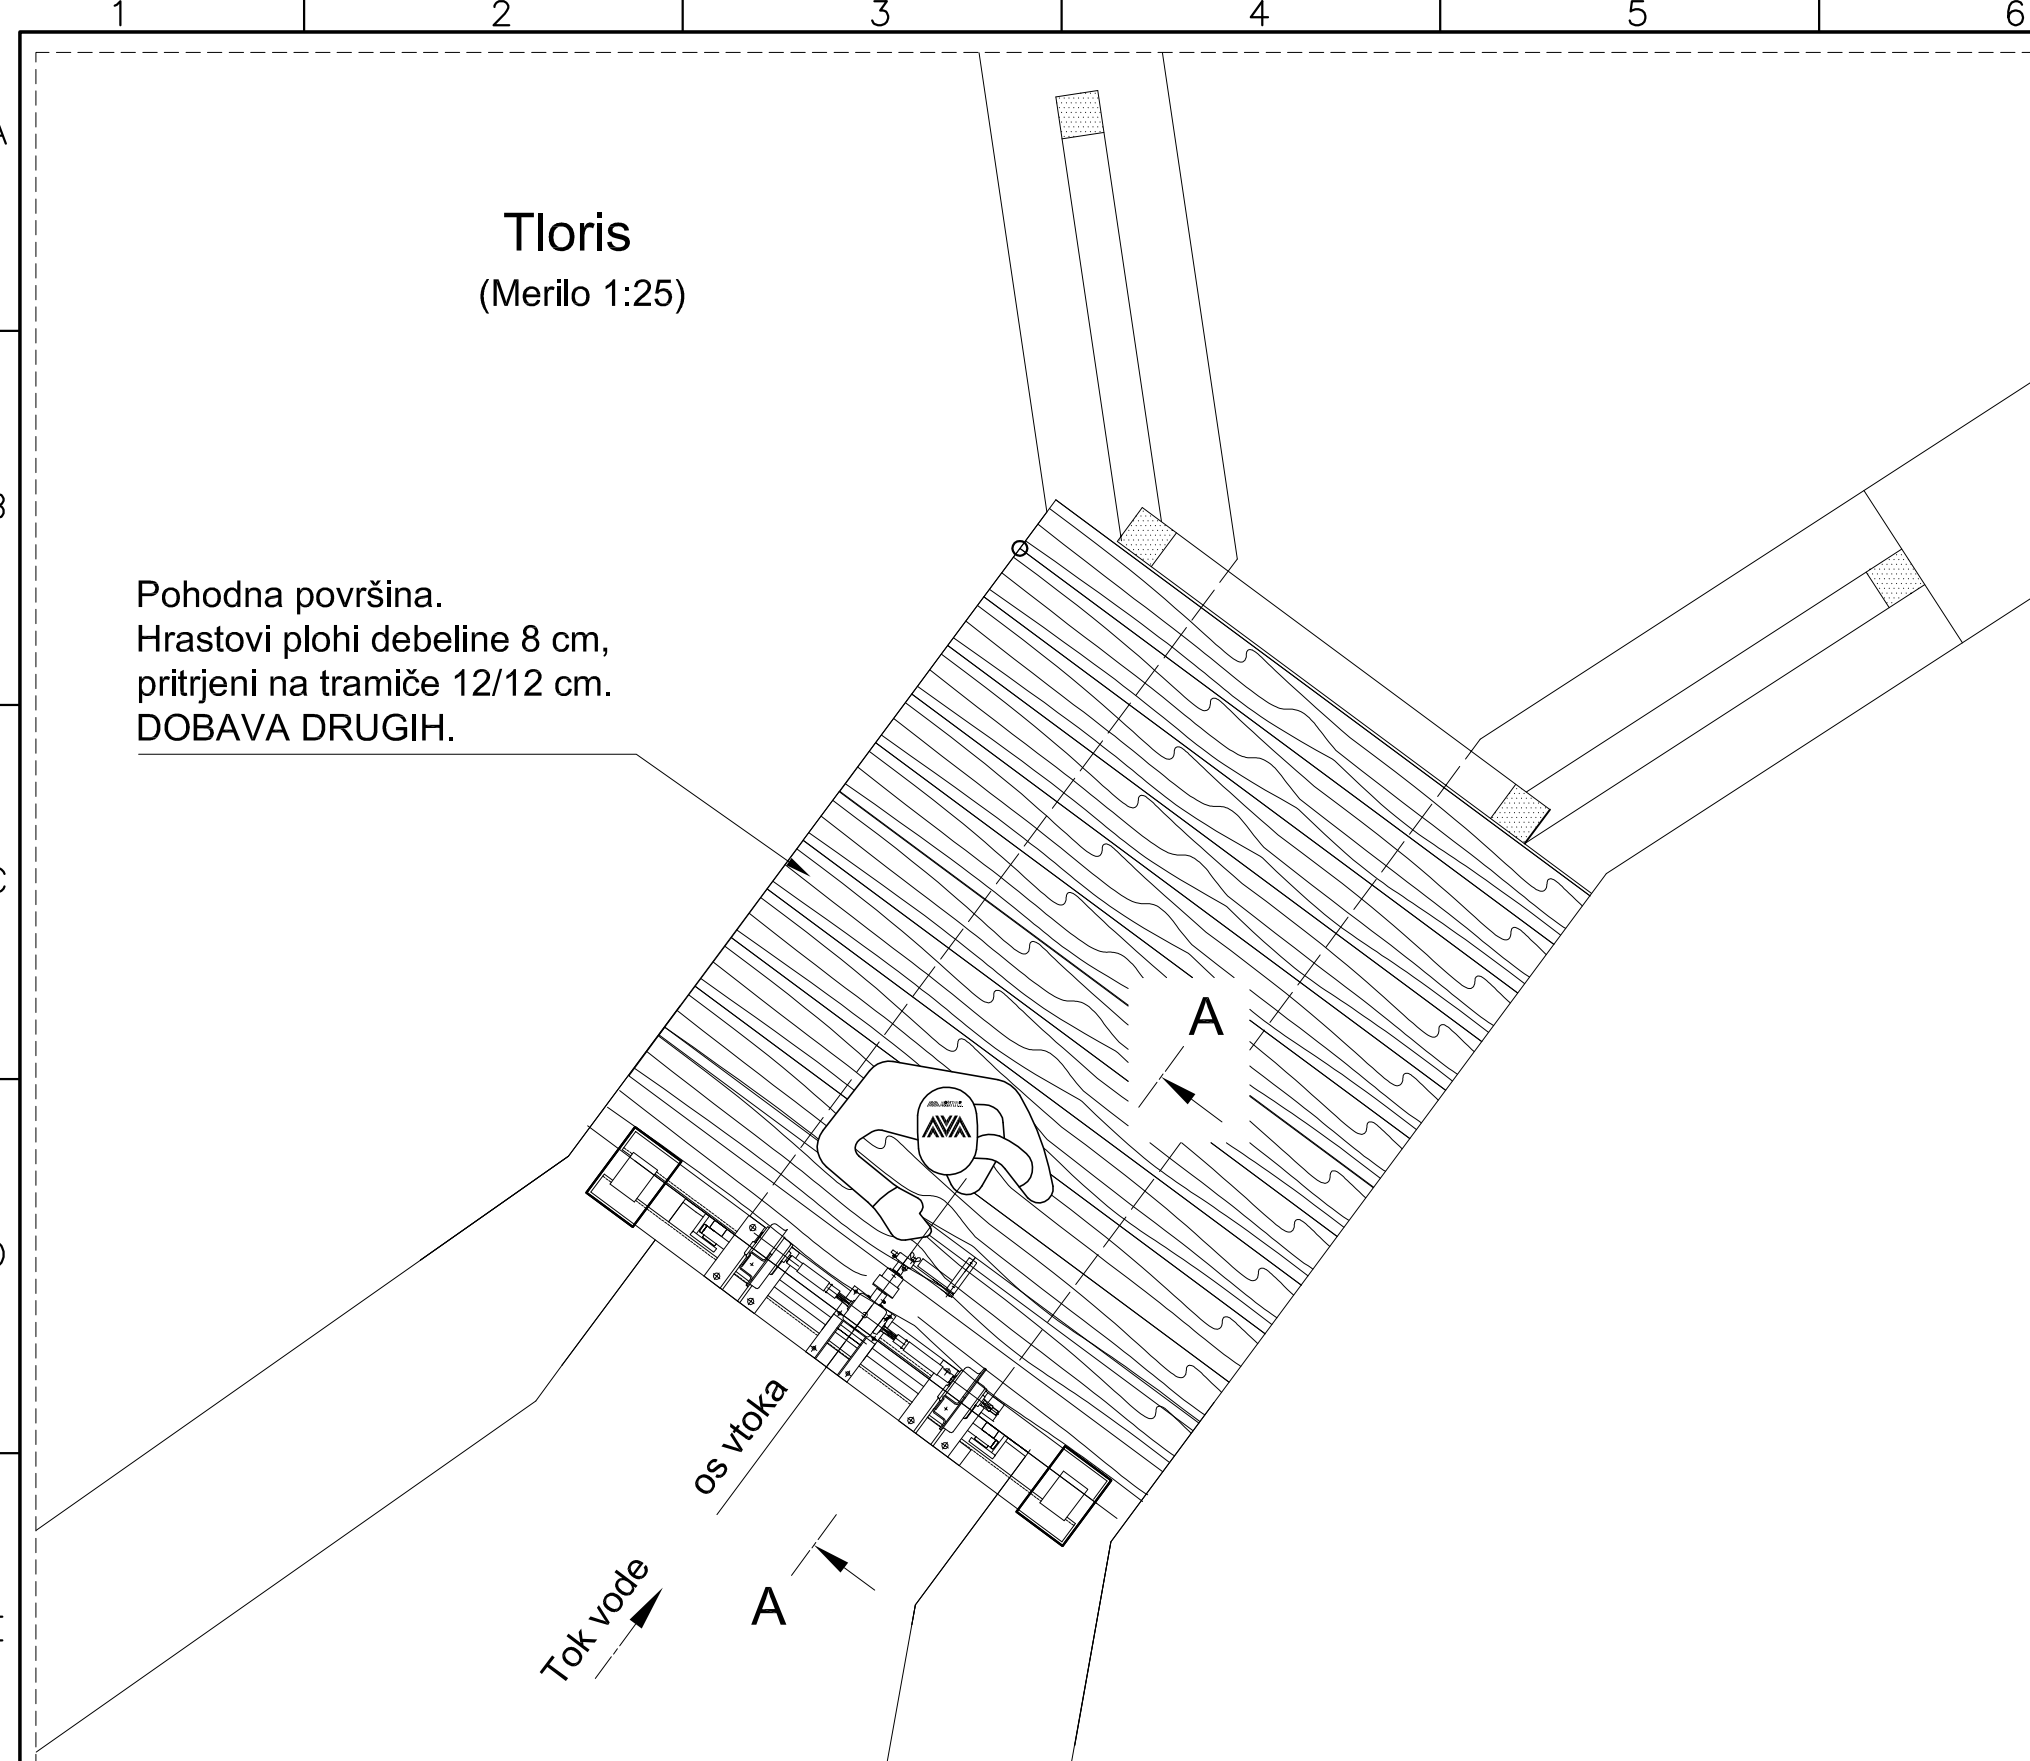 1 2 3 4 5 6
A
Tloris
(Merilo 1:25)
B
Pohodna površina.
Hrastovi plohi debeline 8 cm,
pritrjeni na tramiče 12/12 cm.
DOBAVA DRUGIH.
C
A
D
os vtoka
Tok vode
A